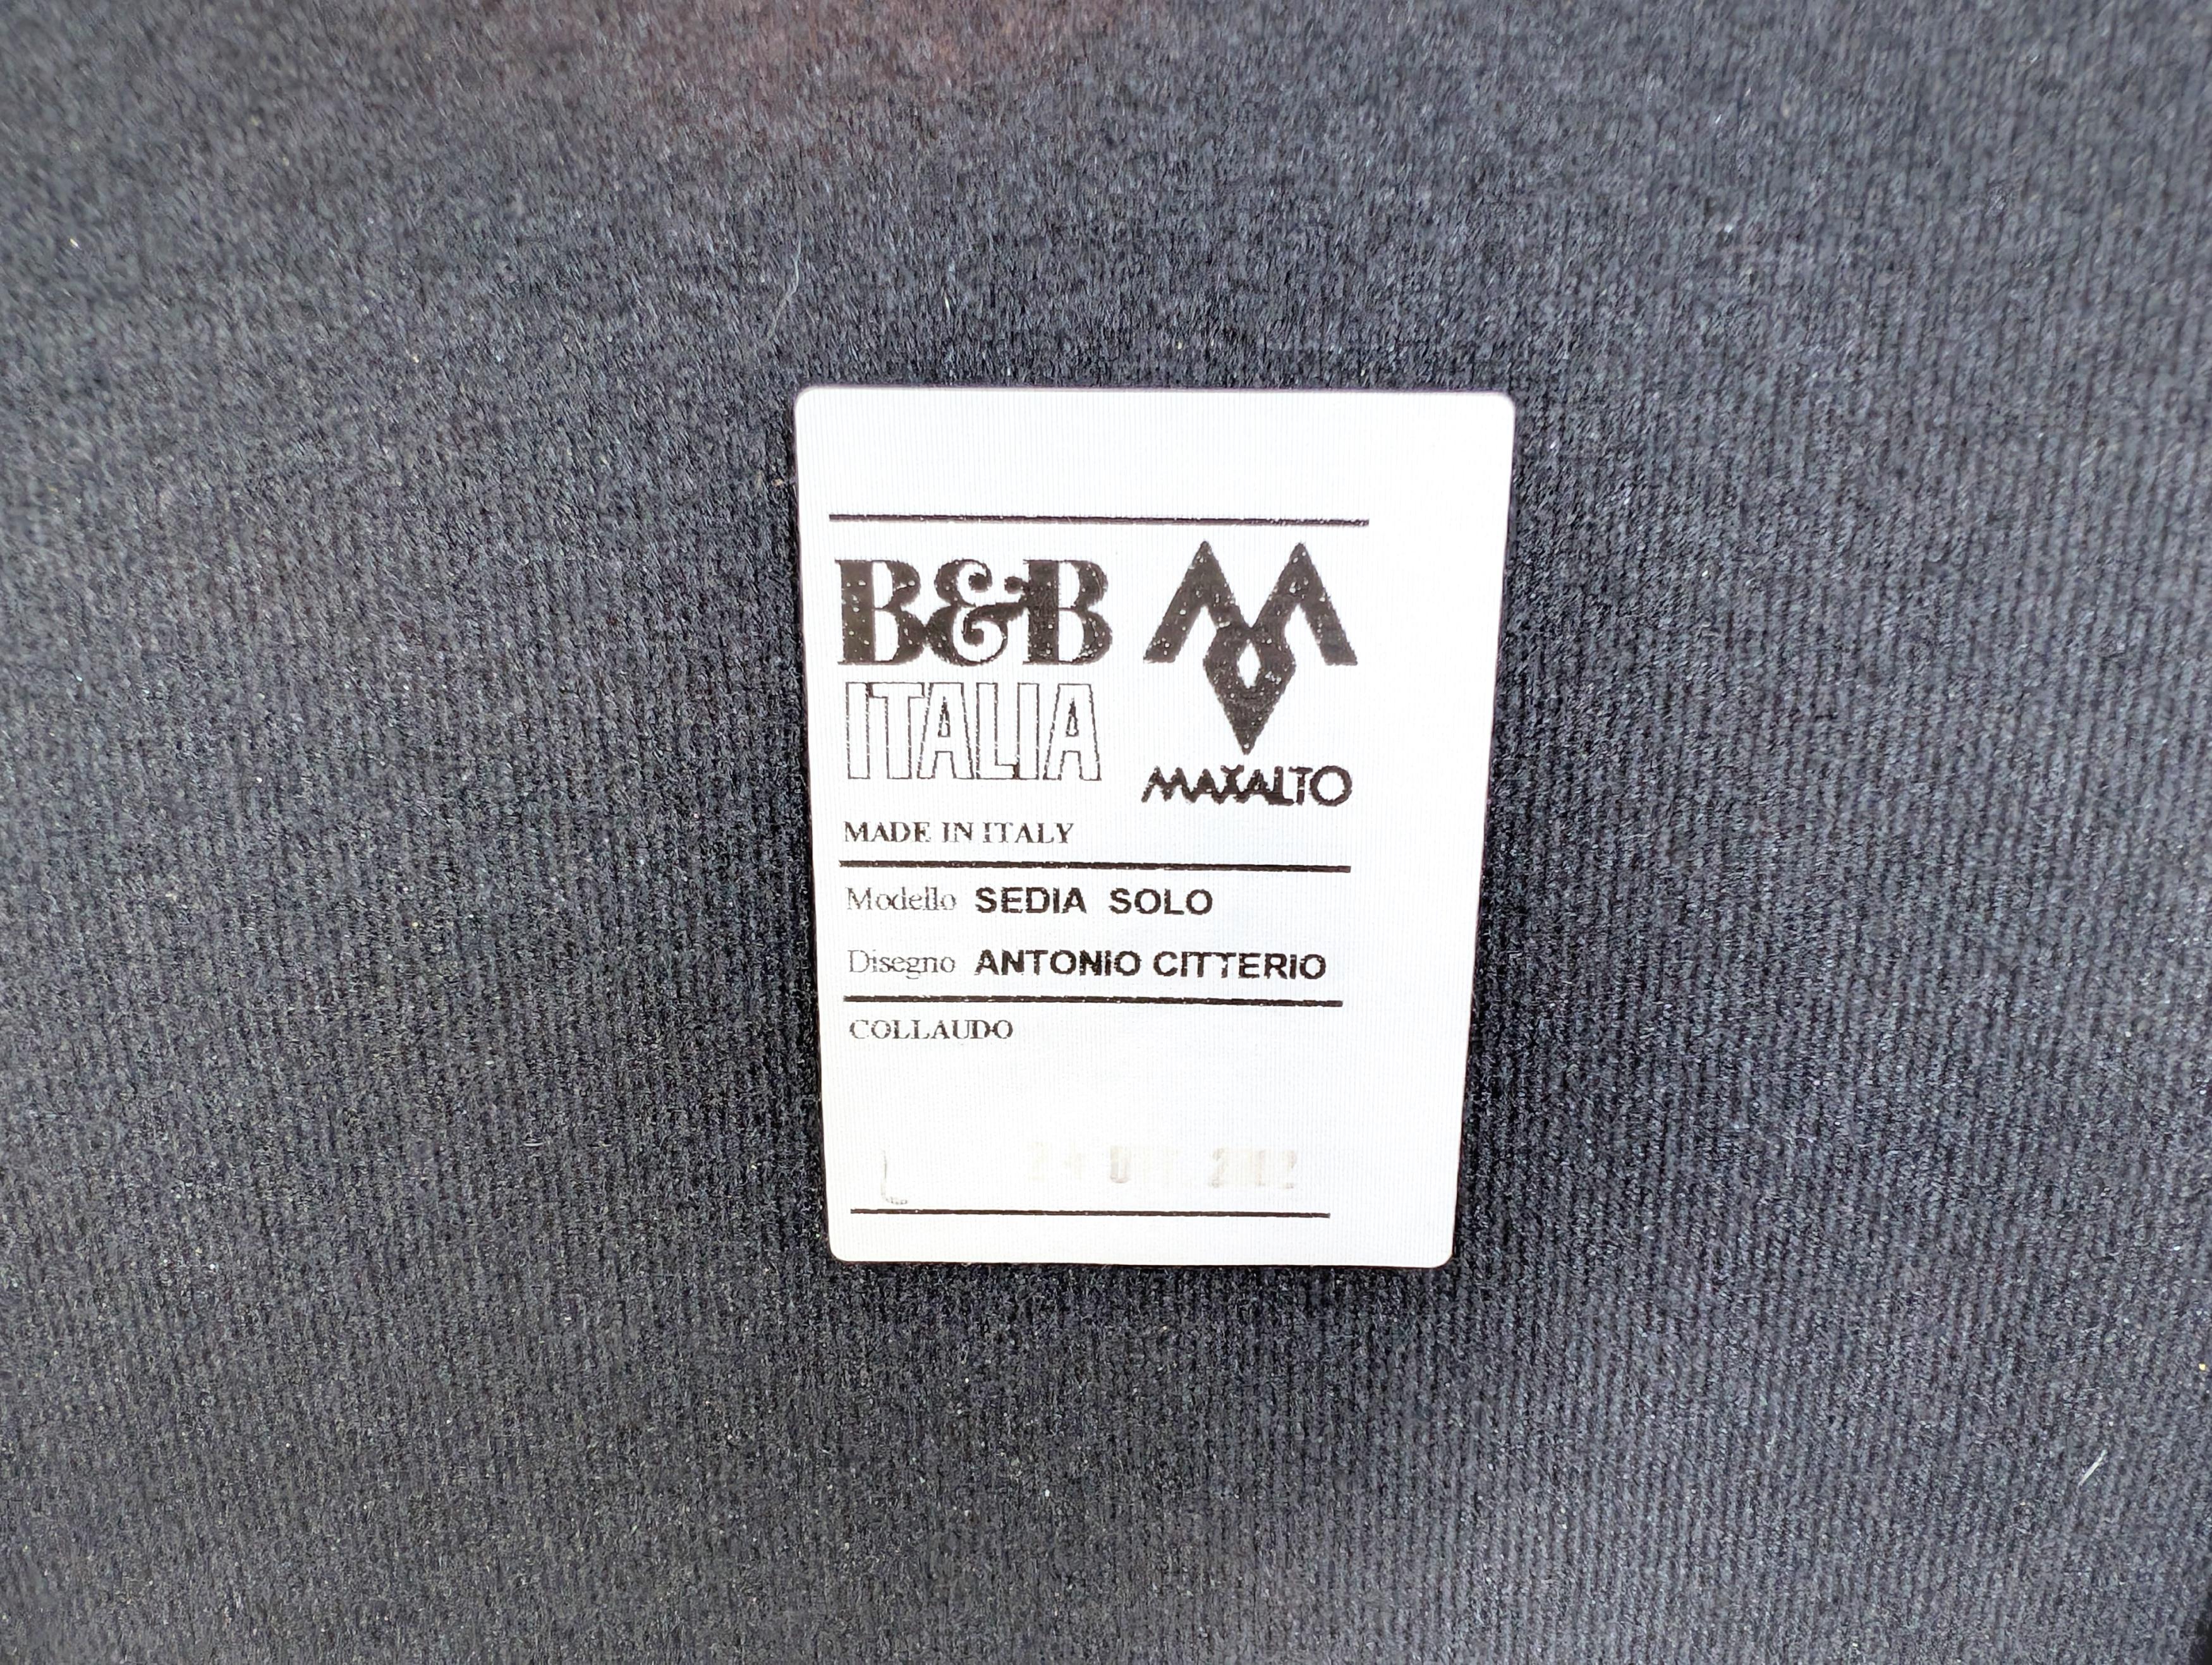 B&B
ITALIA
MAXALTO
MADE IN ITALY
Modello SEDIA SOLO
Disegno ANTONIO CITTERIO
COLLAUDO